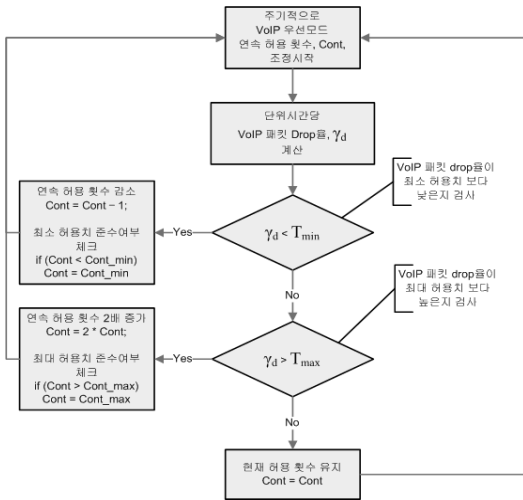 주기적으로
VoIP 우선모드
연속 허용 횟수, Cont,
조정시작
단위시간당
VoIP 패킷 Drop율, γd
계산
VoIP 패킷 drop율이
최소 허용치 보다
낮은지 검사
γd < Tmin
Yes
연속 허용 횟수 감소
Cont = Cont − 1;
최소 허용치 준수여부
체크
if (Cont < Cont_min)
Cont = Cont_min
No
VoIP 패킷 drop율이
최대 허용치 보다
높은지 검사
γd > Tmax
Yes
연속 허용 횟수 2배 증가
Cont = 2 * Cont;
최대 허용치 준수여부
체크
if (Cont > Cont_max)
Cont = Cont_max
No
현재 허용 횟수 유지
Cont = Cont